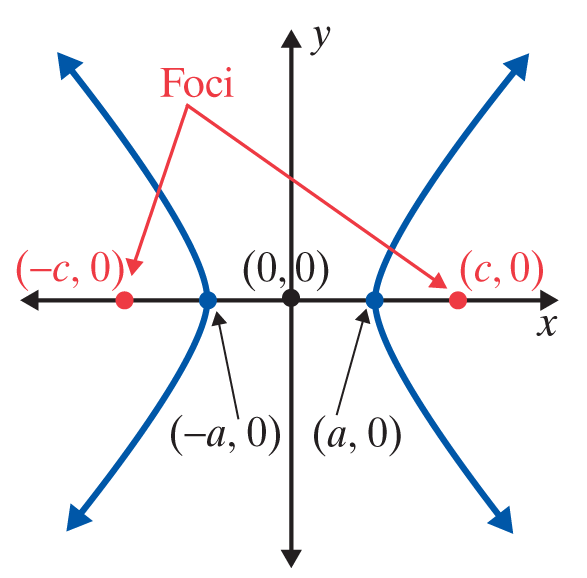 y
Foci
(–c, 0)
(0, 0)
(c, 0)
x
(–a, 0)
(a, 0)